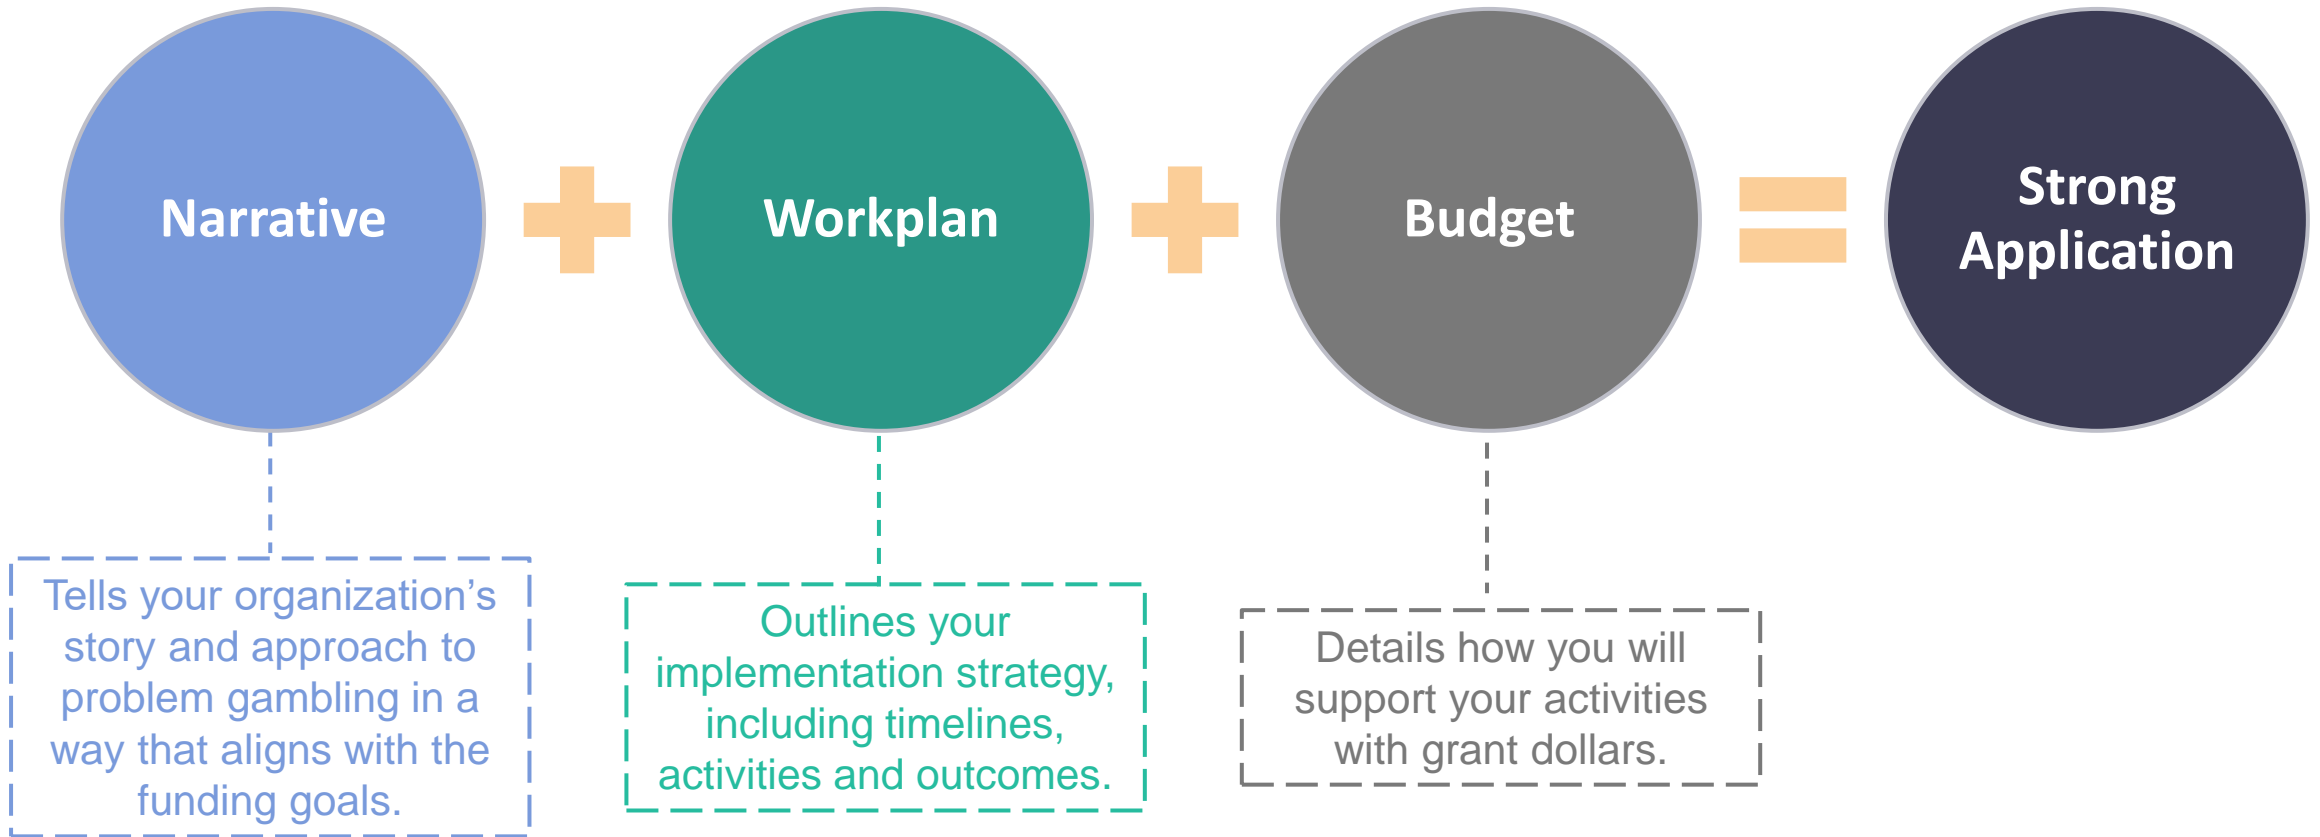 Narrative
Workplan
Budget
Strong
Application
Tells your organization’s
story and approach to
problem gambling in a
way that aligns with the
funding goals.
Outlines your
implementation strategy,
including timelines,
activities and outcomes.
Details how you will
support your activities
with grant dollars.